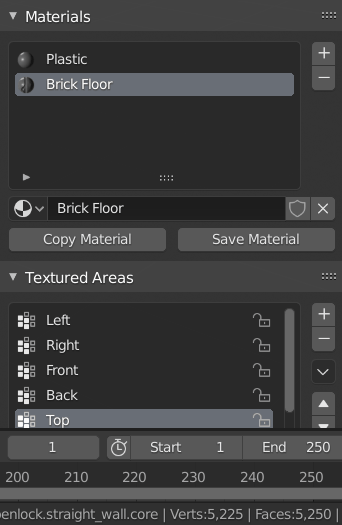 Materials
Plastic
Brick Floor
Brick Floor
Copy Material Save Material
Textured Areas
Left
Right
Front
Back
Top
1 Start 1 End 250
200 210 220 230 240 250
penlock.straight_wall.core | Verts:5,225 | Faces:5,250 |